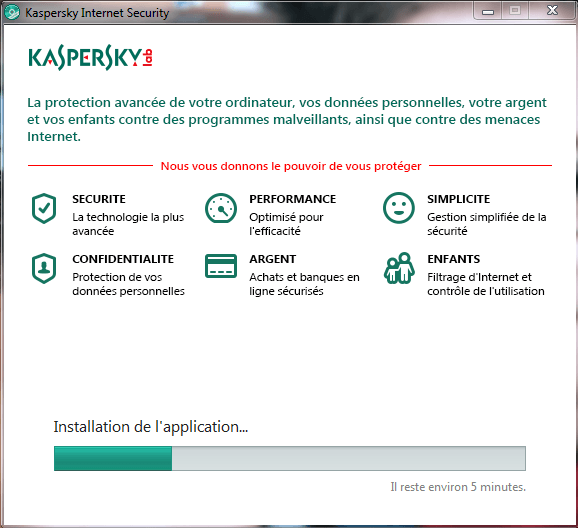 Kaspersky Internet Security
KASPERSKY lab
La protection avancée de votre ordinateur, vos données personnelles, votre argent
et vos enfants contre des programmes malveillants, ainsi que contre des menaces
Internet.
Nous vous donnons le pouvoir de vous protéger
SECURITE
La technologie la plus
avancée
PERFORMANCE
Optimisé pour
l'efficacité
SIMPLICITE
Gestion simplifiée de la
sécurité
CONFIDENTIALITE
Protection de vos
données personnelles
ARGENT
Achats et banques en
ligne sécurisés
ENFANTS
Filtrage d'Internet et
contrôle de l'utilisation
Installation de l'application...
Il reste environ 5 minutes.